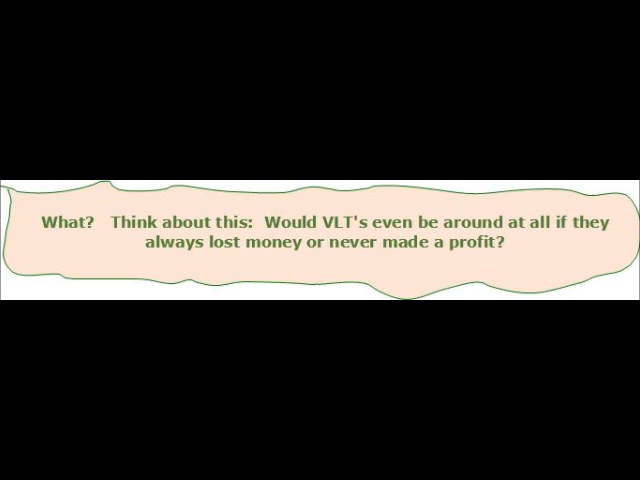 What?   Think about this:  Would VLT's even be around at all if they
always lost money or never made a profit?